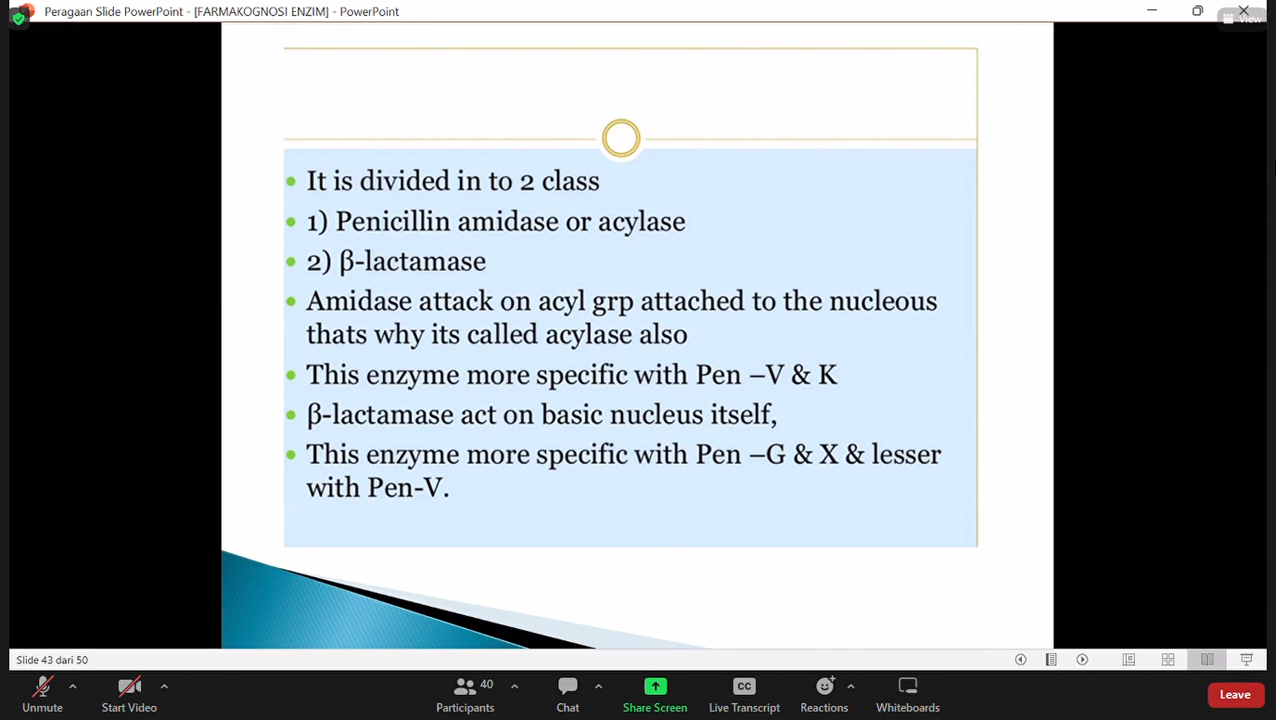 Peragaan Slide PowerPoint - [FARMAKOGNOSI ENZIM] - PowerPoint
View
It is divided in to 2 class
1) Penicillin amidase or acylase
2) β-lactamase
Amidase attack on acyl grp attached to the nucleous
thats why its called acylase also
This enzyme more specific with Pen –V & K
β-lactamase act on basic nucleus itself,
This enzyme more specific with Pen –G & X & lesser
with Pen-V.
Slide 43 dari 50
Unmute
Start Video
40
Participants
Chat
Share Screen
CC
Live Transcript
Reactions
Whiteboards
Leave